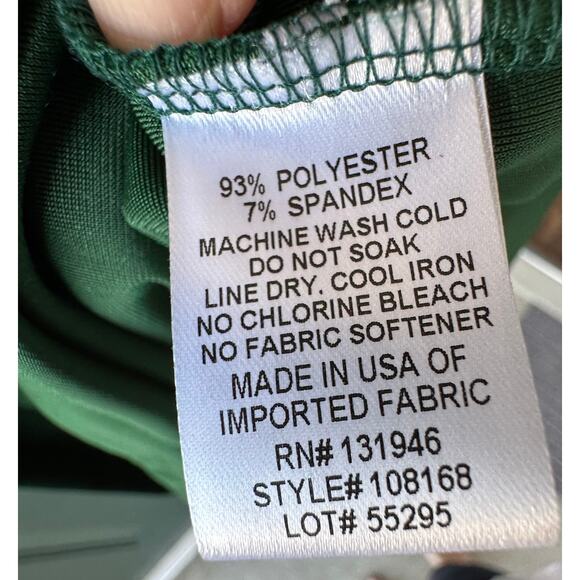 93% POLYESTER
7% SPANDEX
MACHINE WASH COLD
DO NOT SOAK
LINE DRY. COOL IRON
NO CHLORINE BLEACH
NO FABRIC SOFTENER
MADE IN USA OF
IMPORTED FABRIC
RN# 131946
STYLE# 108168
LOT# 55295